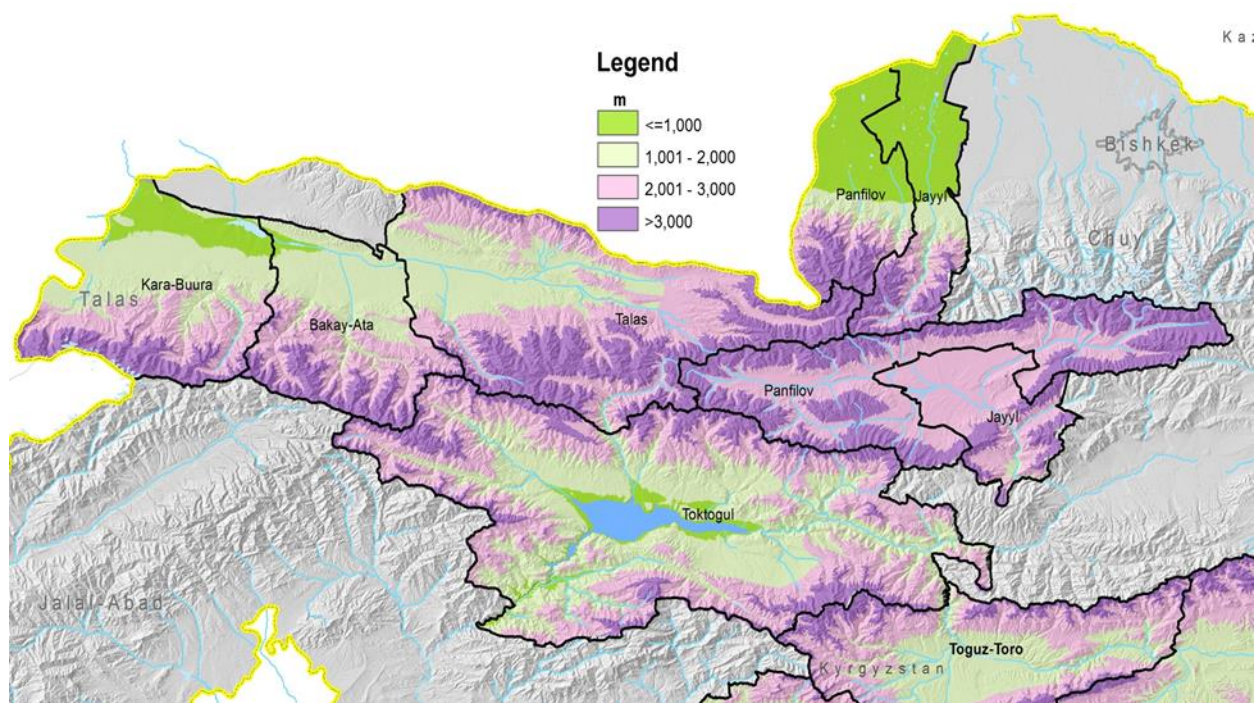 Kaz
Legend
m
<=1,000
1,001 - 2,000
2,001 - 3,000
>3,000
Bishkek
Panfilov
Jayyl
Chuy
Kara-Buura
Talas
Bakay-Ata
Talas
Panfilov
Jayyl
Toktogul
Jalal-Abad
Toguz-Toro
Kyrgyzstan